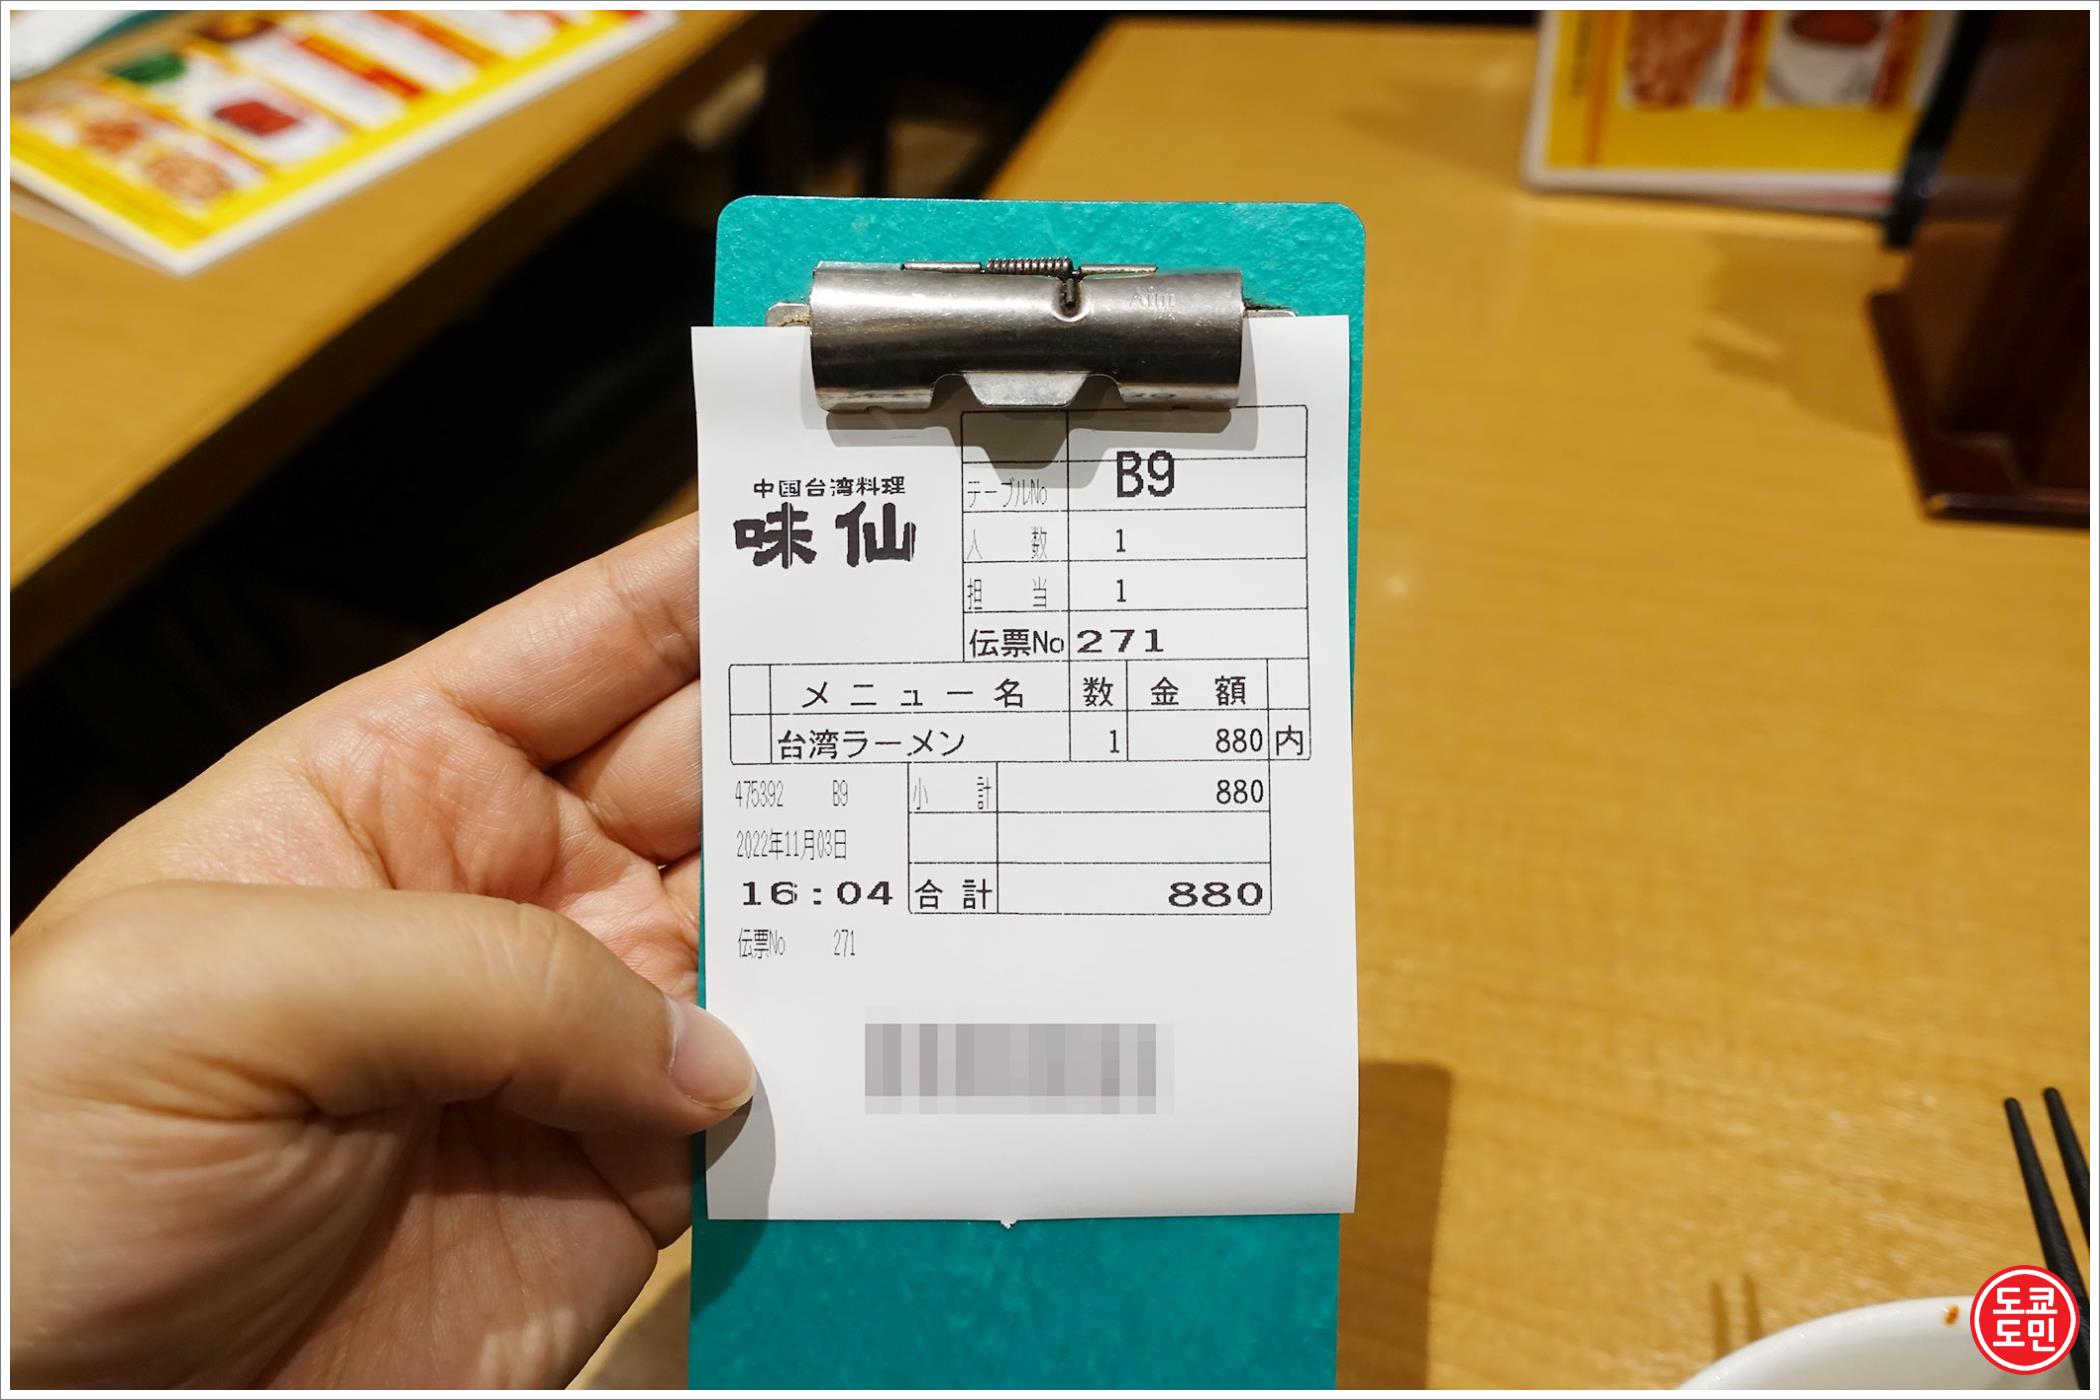 中国台湾料理
味仙
テーブルNo B9
人数 1
担当 1
伝票No 271
メニュー名 数 金額
台湾ラーメン 1 880 内
475392 B9 小計 880
2022年11月03日
16:04 合計 880
伝票No 271
도쿄
도민